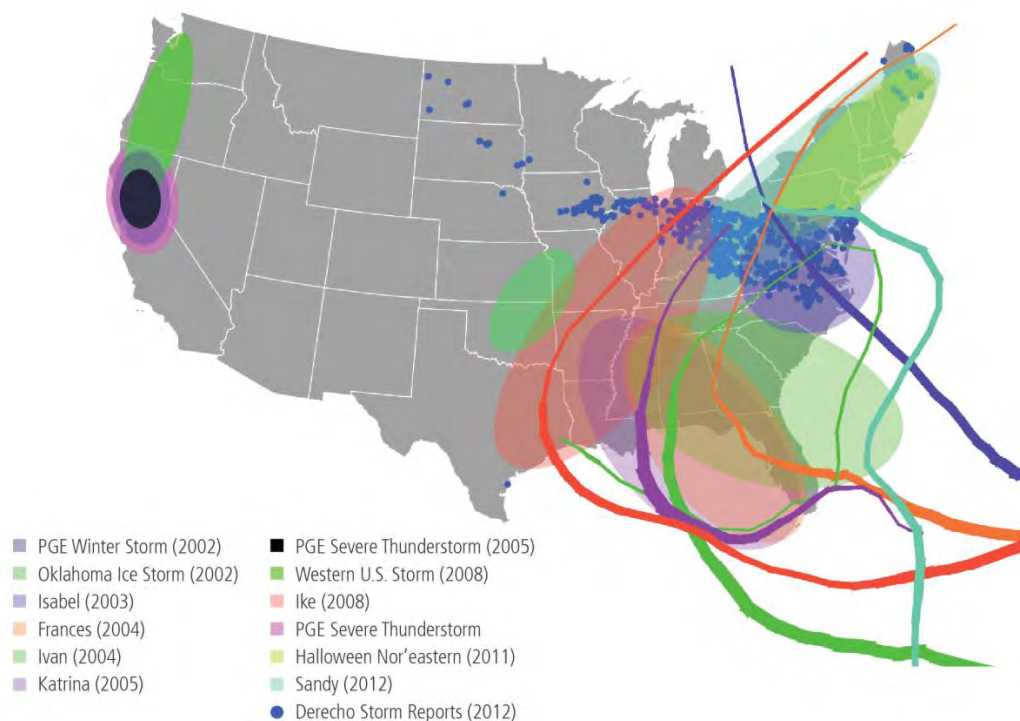 PGE Winter Storm (2002)
Oklahoma Ice Storm (2002)
Isabel (2003)
Frances (2004)
Ivan (2004)
Katrina (2005)
PGE Severe Thunderstorm (2005)
Western U.S. Storm (2008)
Ike (2008)
PGE Severe Thunderstorm
Halloween Nor’eastern (2011)
Sandy (2012)
Derecho Storm Reports (2012)